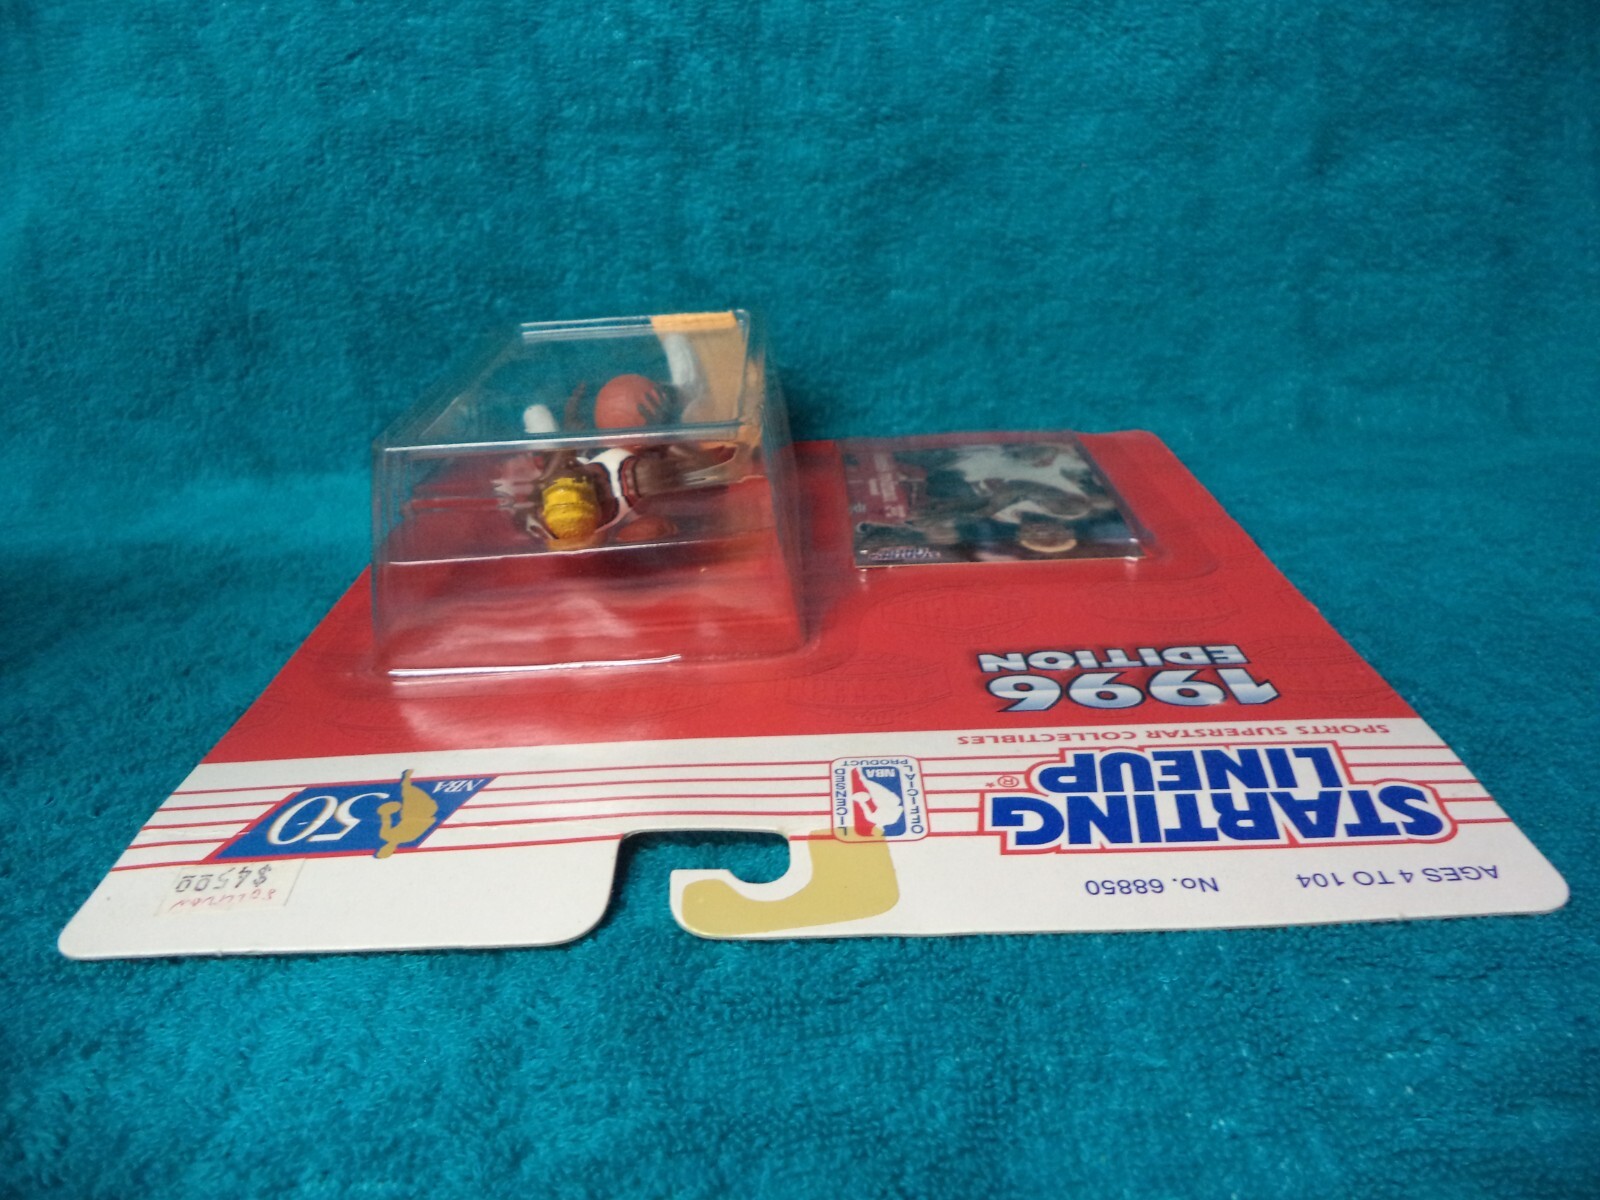 AGES 4 TO 104
No. 68850
STARTING
LINEUP
®*
SPORTS SUPERSTAR COLLECTIBLES
1996
EDITION
OFFICIAL
LICENSED
PRODUCT
NBA
NBA
50
$4599